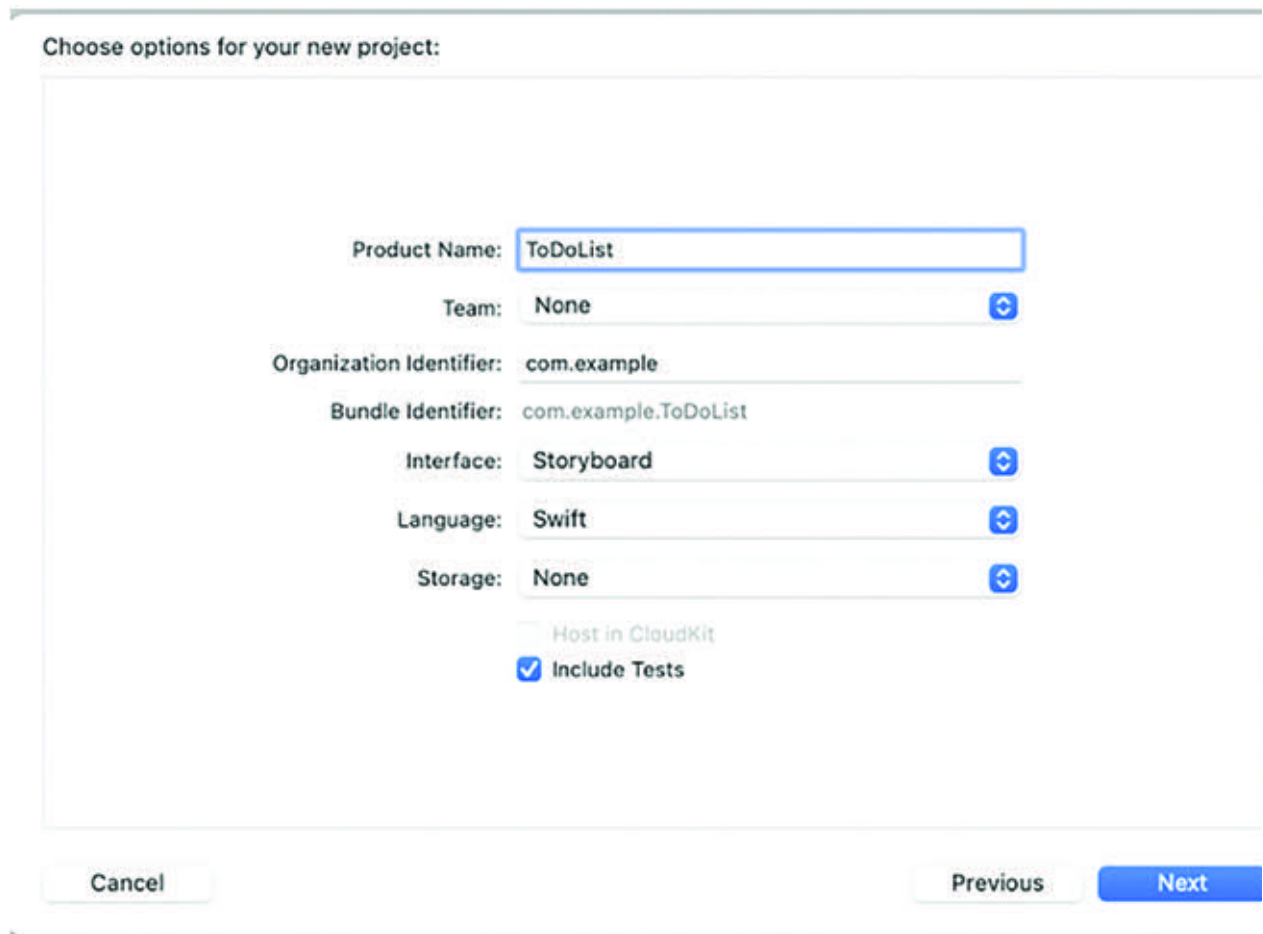 Choose options for your new project:
Product Name: ToDoList
Team: None
Organization Identifier: com.example
Bundle Identifier: com.example.ToDoList
Interface: Storyboard
Language: Swift
Storage: None
Host in CloudKit
Include Tests
Cancel Previous Next